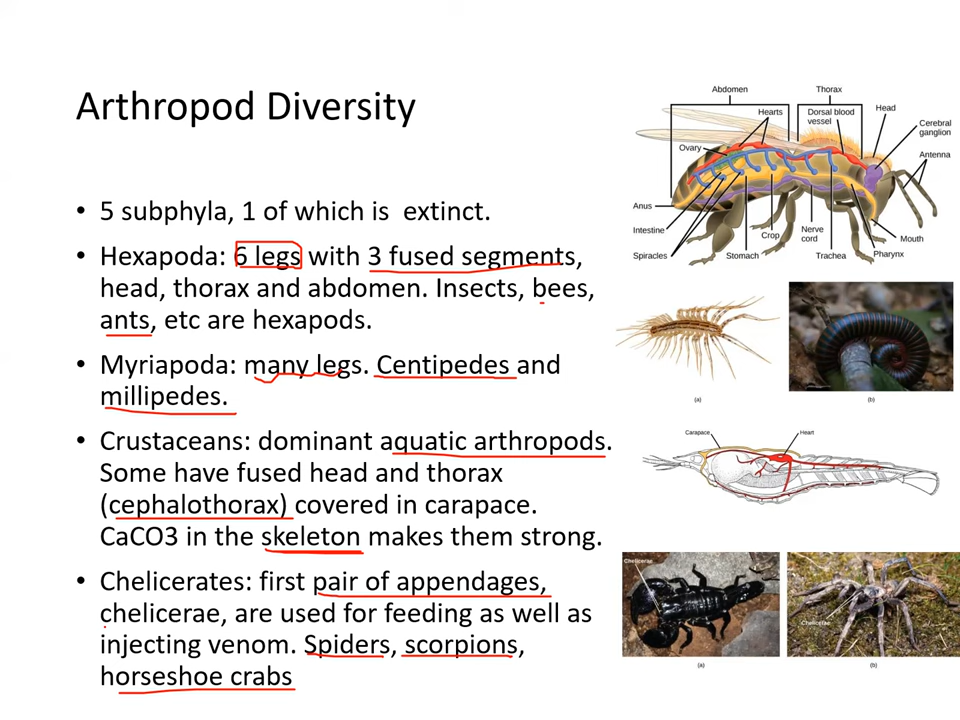 Arthropod Diversity
• 5 subphyla, 1 of which is  extinct.
• Hexapoda: 6 legs with 3 fused segments,
head, thorax and abdomen. Insects, bees,
ants, etc are hexapods.
• Myriapoda: many legs. Centipedes and
millipedes.
• Crustaceans: dominant aquatic arthropods.
Some have fused head and thorax
(cephalothorax) covered in carapace.
CaCO3 in the skeleton makes them strong.
• Chelicerates: first pair of appendages,
chelicerae, are used for feeding as well as
injecting venom. Spiders, scorpions,
horseshoe crabs
Abdomen
Thorax
Hearts
Dorsal blood
vessel
Head
Cerebral
ganglion
Ovary
Antenna
Anus
Intestine
Crop
Nerve
cord
Mouth
Spiracles
Stomach
Trachea
Pharynx
(a)
(b)
Carapace
Heart
Chelicerae
Chelicerae
(a)
(b)